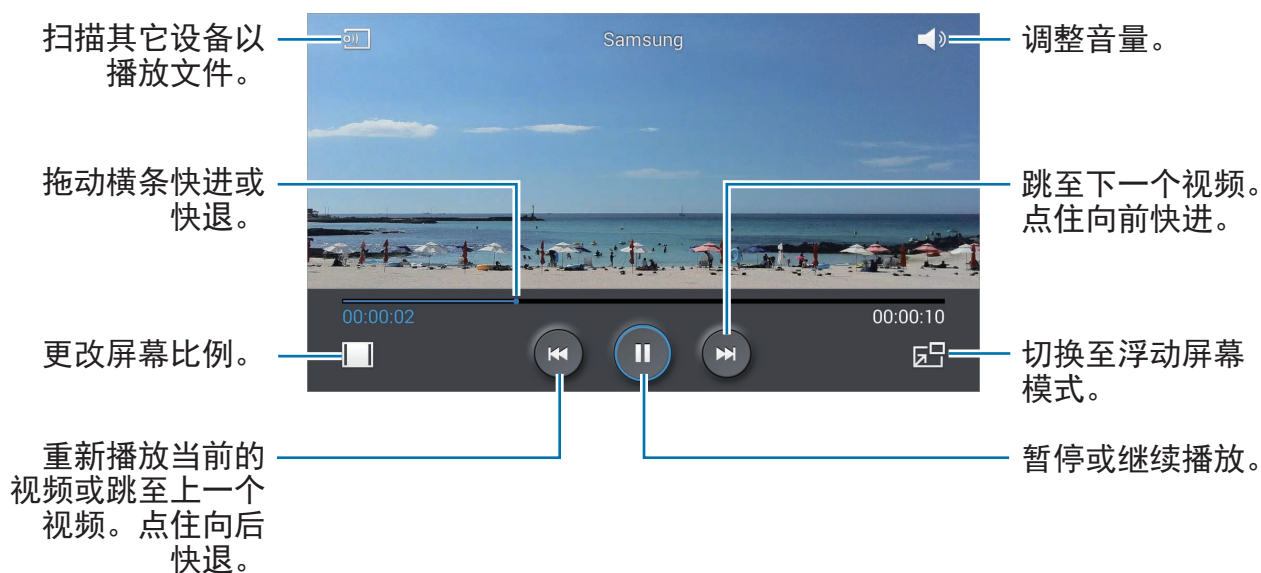 扫描其它设备以
播放文件。
Samsung
调整音量。
拖动横条快进或
快退。
跳至下一个视频。
点住向前快进。
00:00:02
00:00:10
更改屏幕比例。
切换至浮动屏幕
模式。
重新播放当前的
视频或跳至上一个
视频。点住向后
快退。
暂停或继续播放。